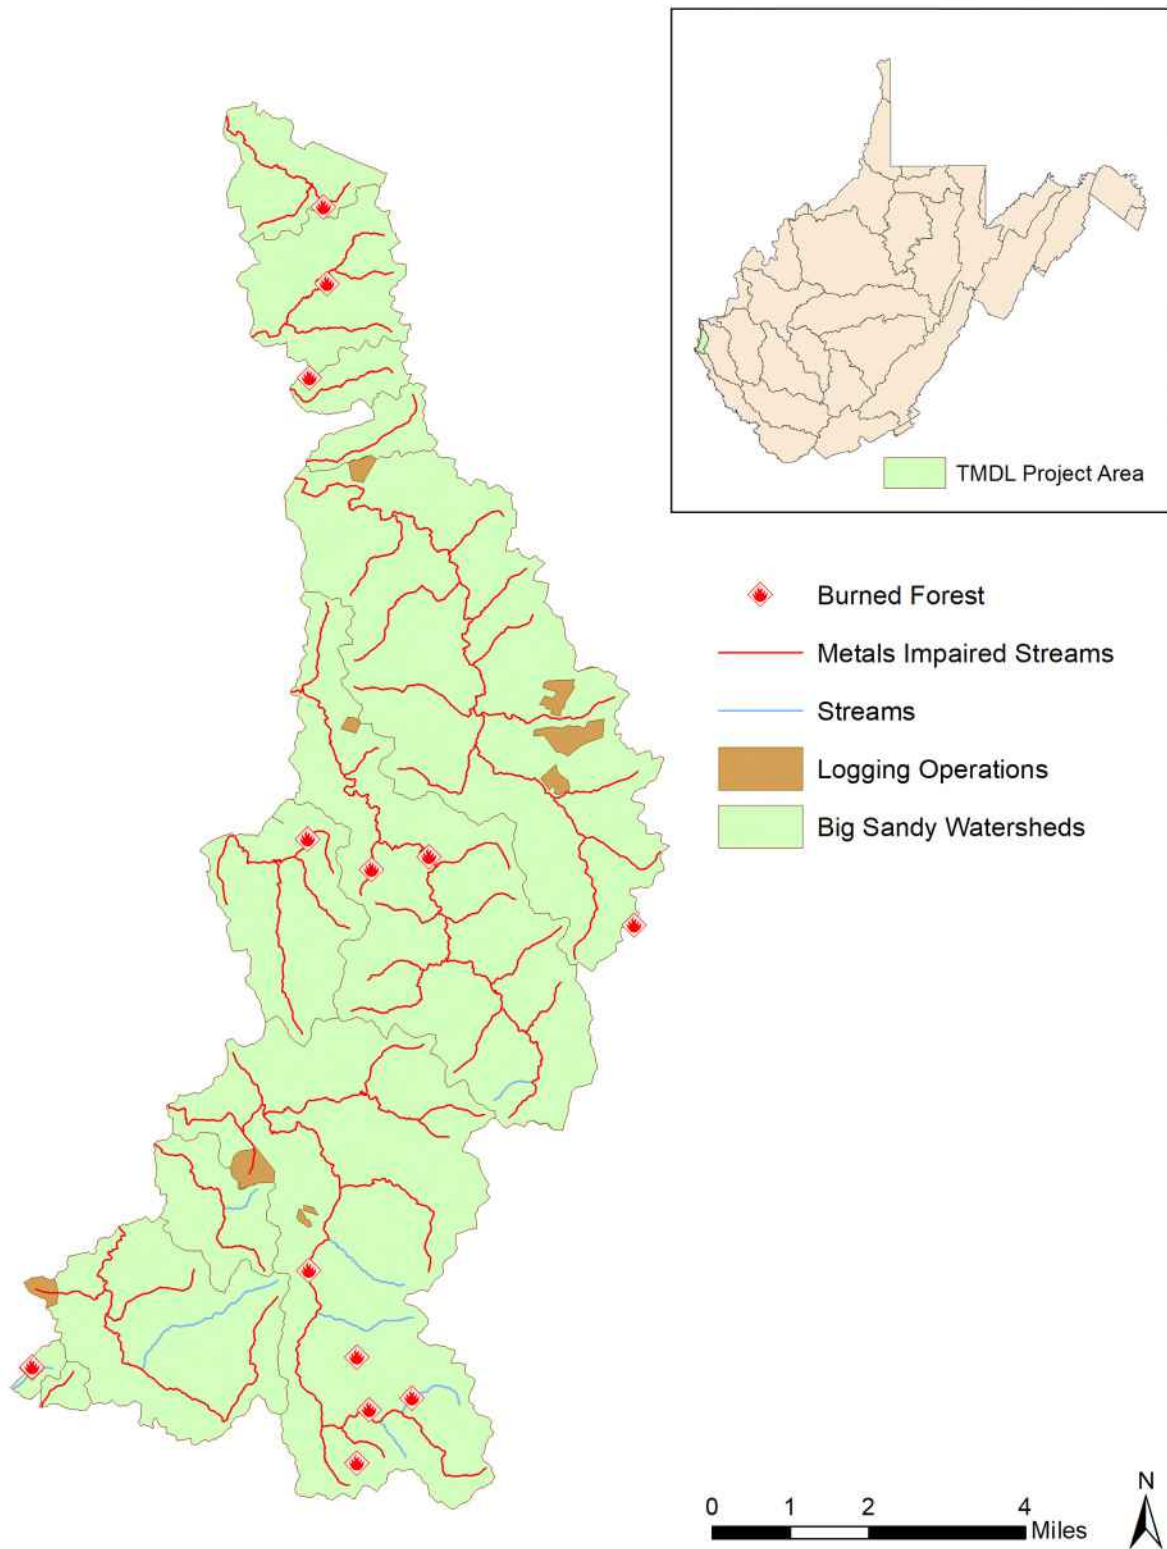 TMDL Project Area
Burned Forest
Metals Impaired Streams
Streams
Logging Operations
Big Sandy Watersheds
N
0 1 2 4
Miles